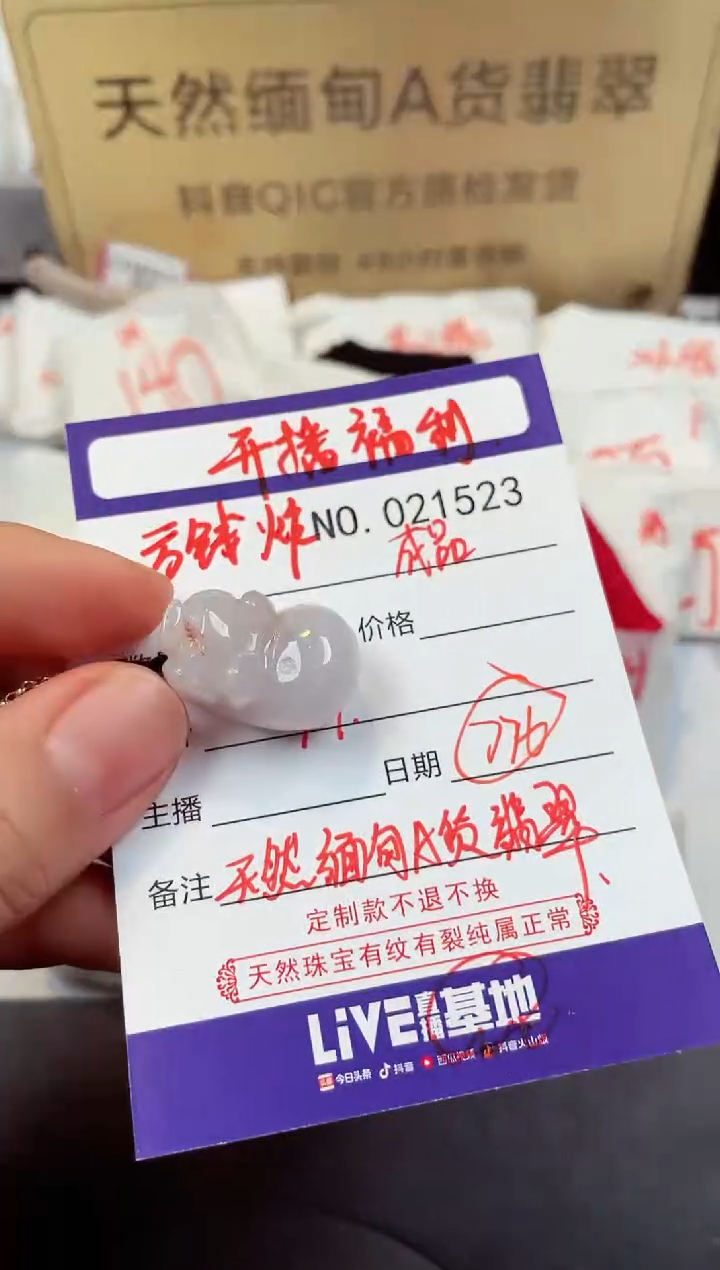 天然缅甸A货翡翠
抖音QIC官方质检发货
140
开播福利
NO. 021523
成品
价格
日期
776
主播
备注 天然缅甸A货翡翠
定制款不退不换
天然珠宝有纹有裂纯属正常
LiVE直播基地
今日头条 抖音 西瓜视频 抖音火山版